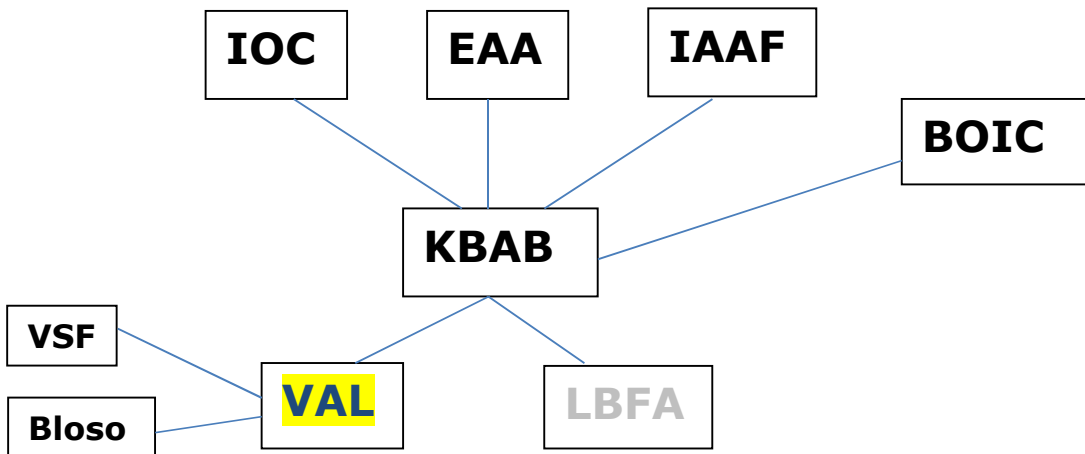 IOC
EAA
IAAF
BOIC
KBAB
VSF
VAL
LBFA
Bloso